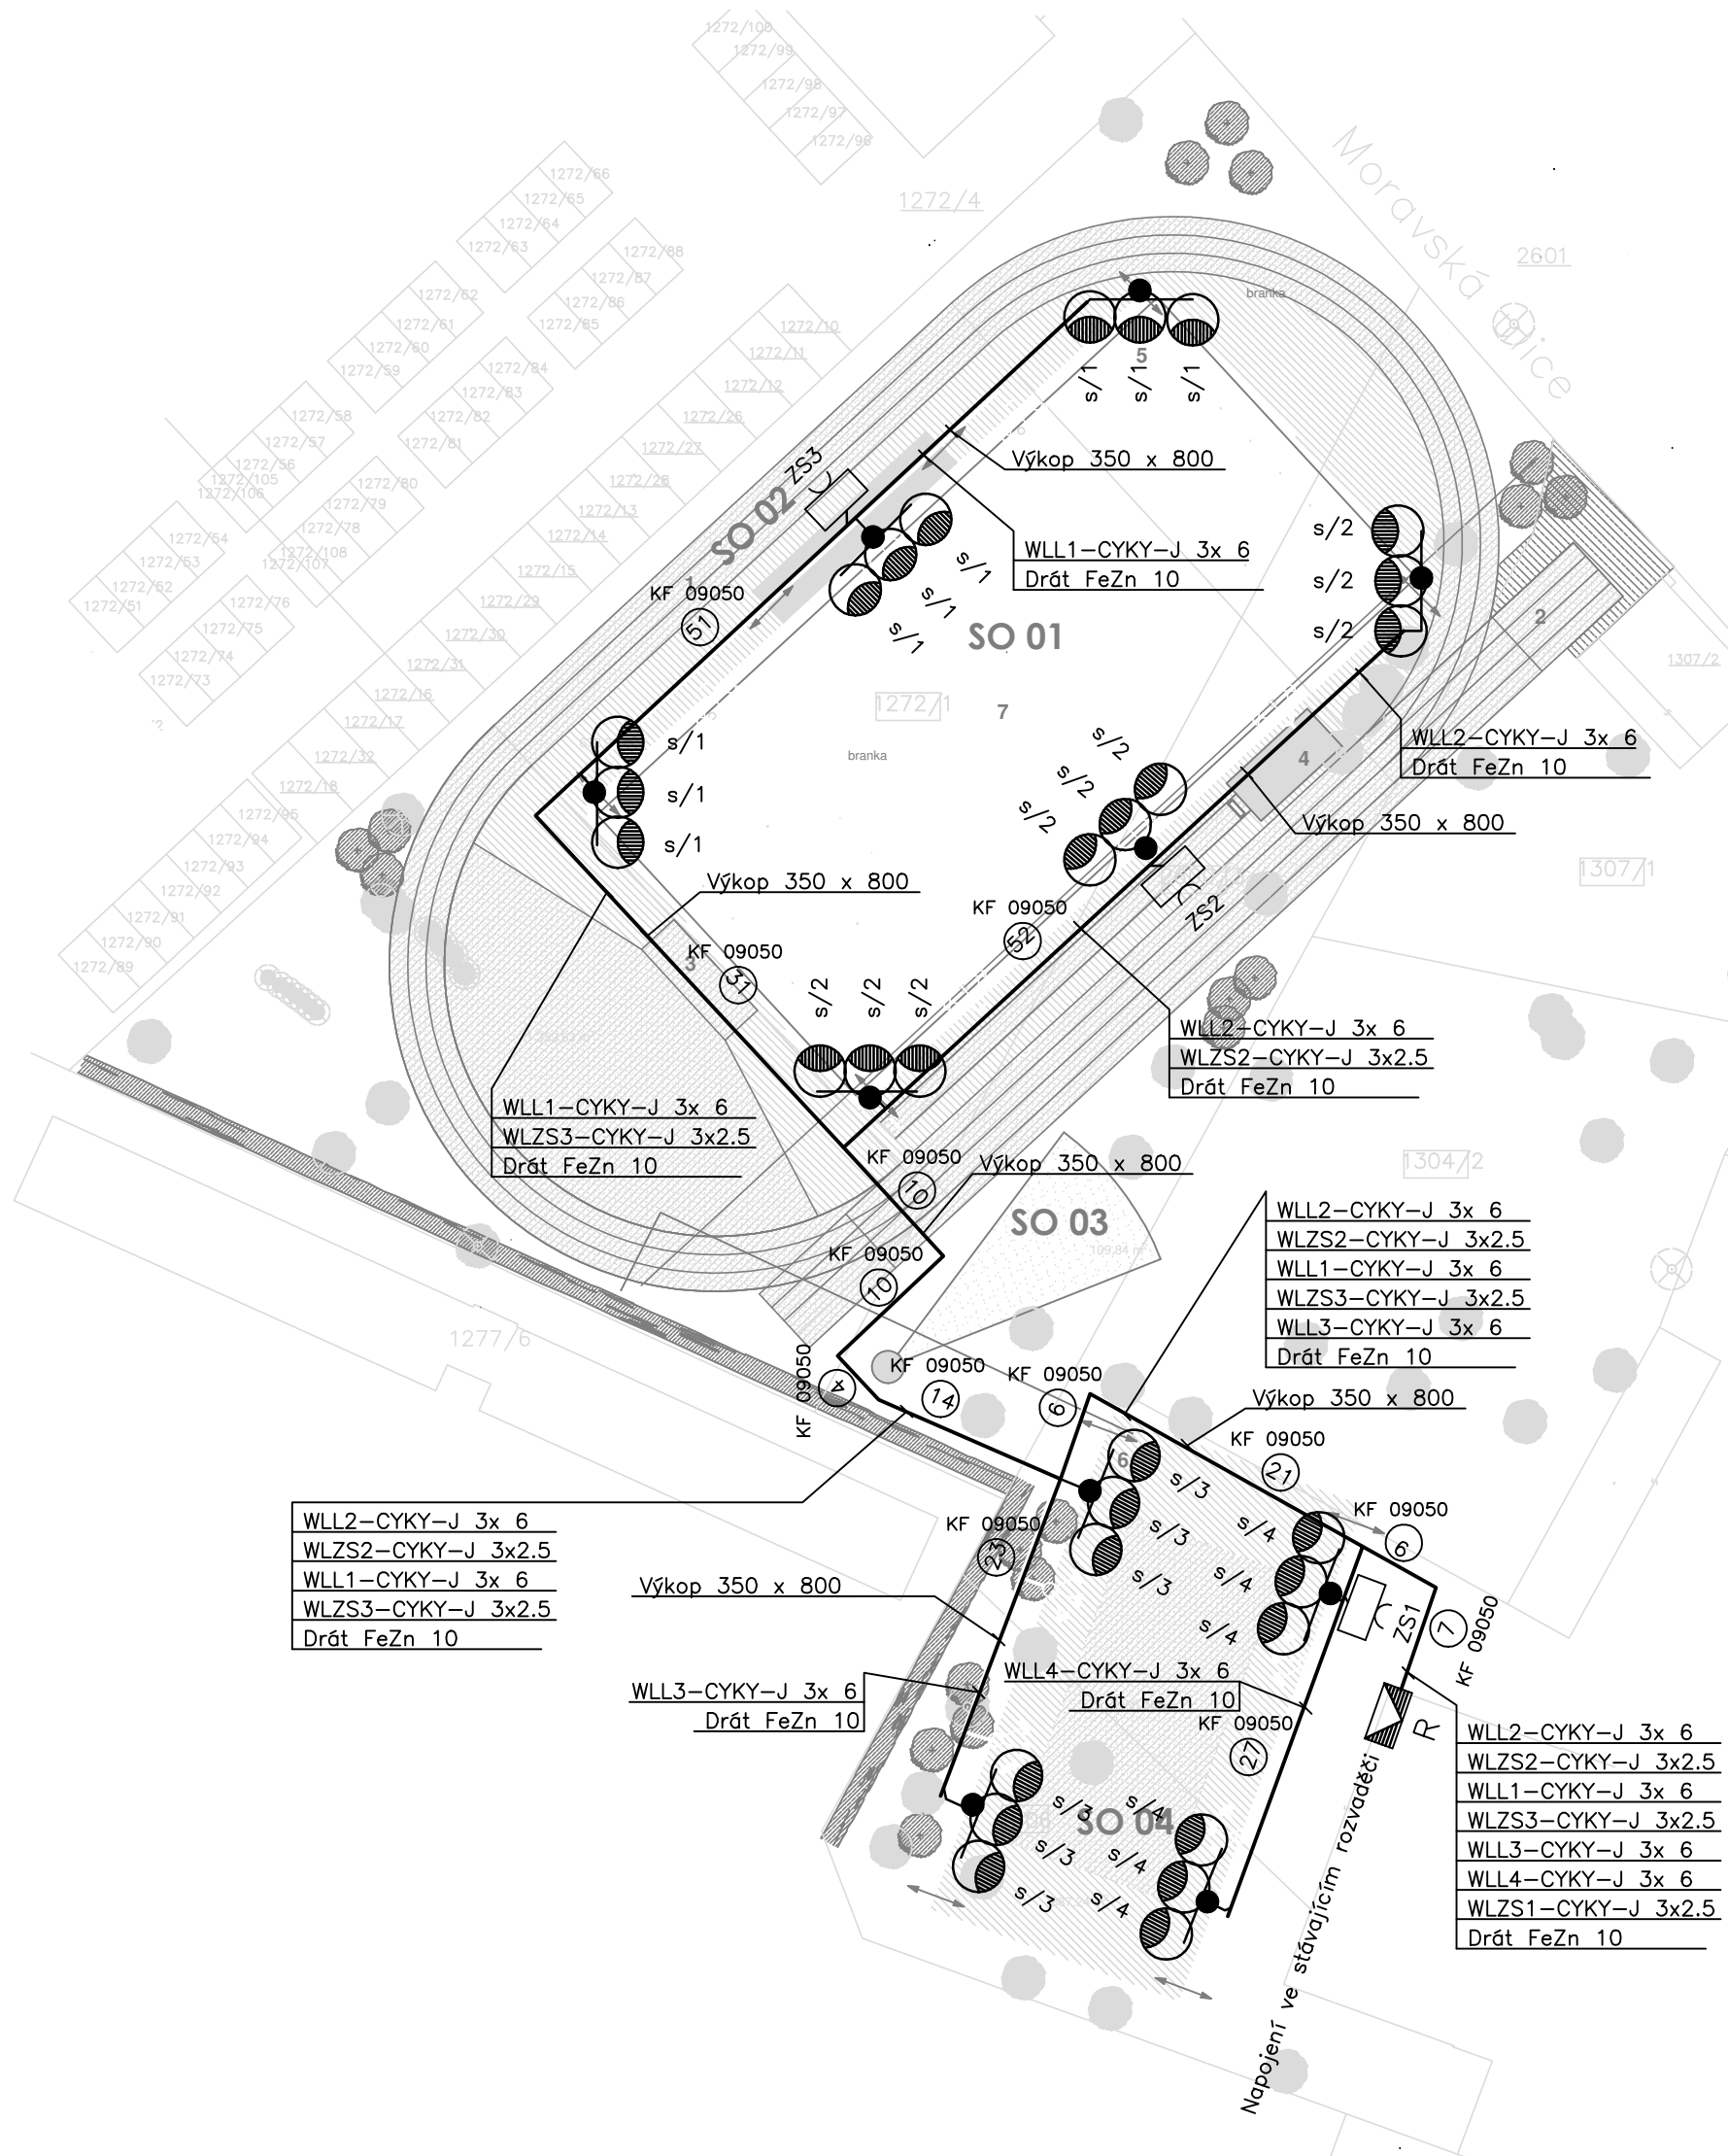 1272/100
1272/99
1272/98
1272/97
1272/96
1272/66
1272/65
1272/64
1272/63
1272/88
1272/87
1272/86
1272/85
1272/62
1272/61
1272/60
1272/59
1272/84
1272/83
1272/82
1272/81
1272/58
1272/57
1272/56
1272/105
1272/106
1272/80
1272/79
1272/78
1272/108
1272/107
1272/54
1272/53
1272/52
1272/51
1272/76
1272/75
1272/74
1272/73
1272/10
1272/11
1272/12
1272/26
1272/27
1272/28
1272/13
1272/14
1272/15
1272/29
1272/30
1272/31
1272/16
1272/17
1272/32
1272/18
1272/95
1272/94
1272/93
1272/92
1272/91
1272/90
1272/89
1272/4
Moravská Ulice
2601
branka
5
s/1
s/1
s/1
Výkop 350 x 800
WLL1-CYKY-J 3x 6
Drát FeZn 10
SO 02
ZS3
s/1
s/1
s/1
KF 09050
51
1
SO 01
1272/1
7
branka
s/2
s/2
s/2
2
1307/2
WLL2-CYKY-J 3x 6
Drát FeZn 10
4
Výkop 350 x 800
1307/1
s/1
s/1
s/1
s/2
s/2
s/2
ZS2
Výkop 350 x 800
KF 09050
52
KF 09050
31
3
s/2
s/2
s/2
WLL2-CYKY-J 3x 6
WLZS2-CYKY-J 3x2.5
Drát FeZn 10
WLL1-CYKY-J 3x 6
WLZS3-CYKY-J 3x2.5
Drát FeZn 10
KF 09050
10
Výkop 350 x 800
1304/2
SO 03
109,84 m
KF 09050
10
WLL2-CYKY-J 3x 6
WLZS2-CYKY-J 3x2.5
WLL1-CYKY-J 3x 6
WLZS3-CYKY-J 3x2.5
WLL3-CYKY-J 3x 6
Drát FeZn 10
1277/6
KF 09050
4
KF 09050
14
KF 09050
6
Výkop 350 x 800
KF 09050
21
KF 09050
6
6
s/3
s/3
s/3
s/4
s/4
s/4
ZS1
7
KF 09050
WLL2-CYKY-J 3x 6
WLZS2-CYKY-J 3x2.5
WLL1-CYKY-J 3x 6
WLZS3-CYKY-J 3x2.5
Drát FeZn 10
KF 09050
23
Výkop 350 x 800
WLL3-CYKY-J 3x 6
Drát FeZn 10
WLL4-CYKY-J 3x 6
Drát FeZn 10
KF 09050
27
R
Napojení ve stávajícím rozvaděči
WLL2-CYKY-J 3x 6
WLZS2-CYKY-J 3x2.5
WLL1-CYKY-J 3x 6
WLZS3-CYKY-J 3x2.5
WLL3-CYKY-J 3x 6
WLL4-CYKY-J 3x 6
WLZS1-CYKY-J 3x2.5
Drát FeZn 10
s/3
s/3
s/3
SO 04
s/4
s/4
s/4